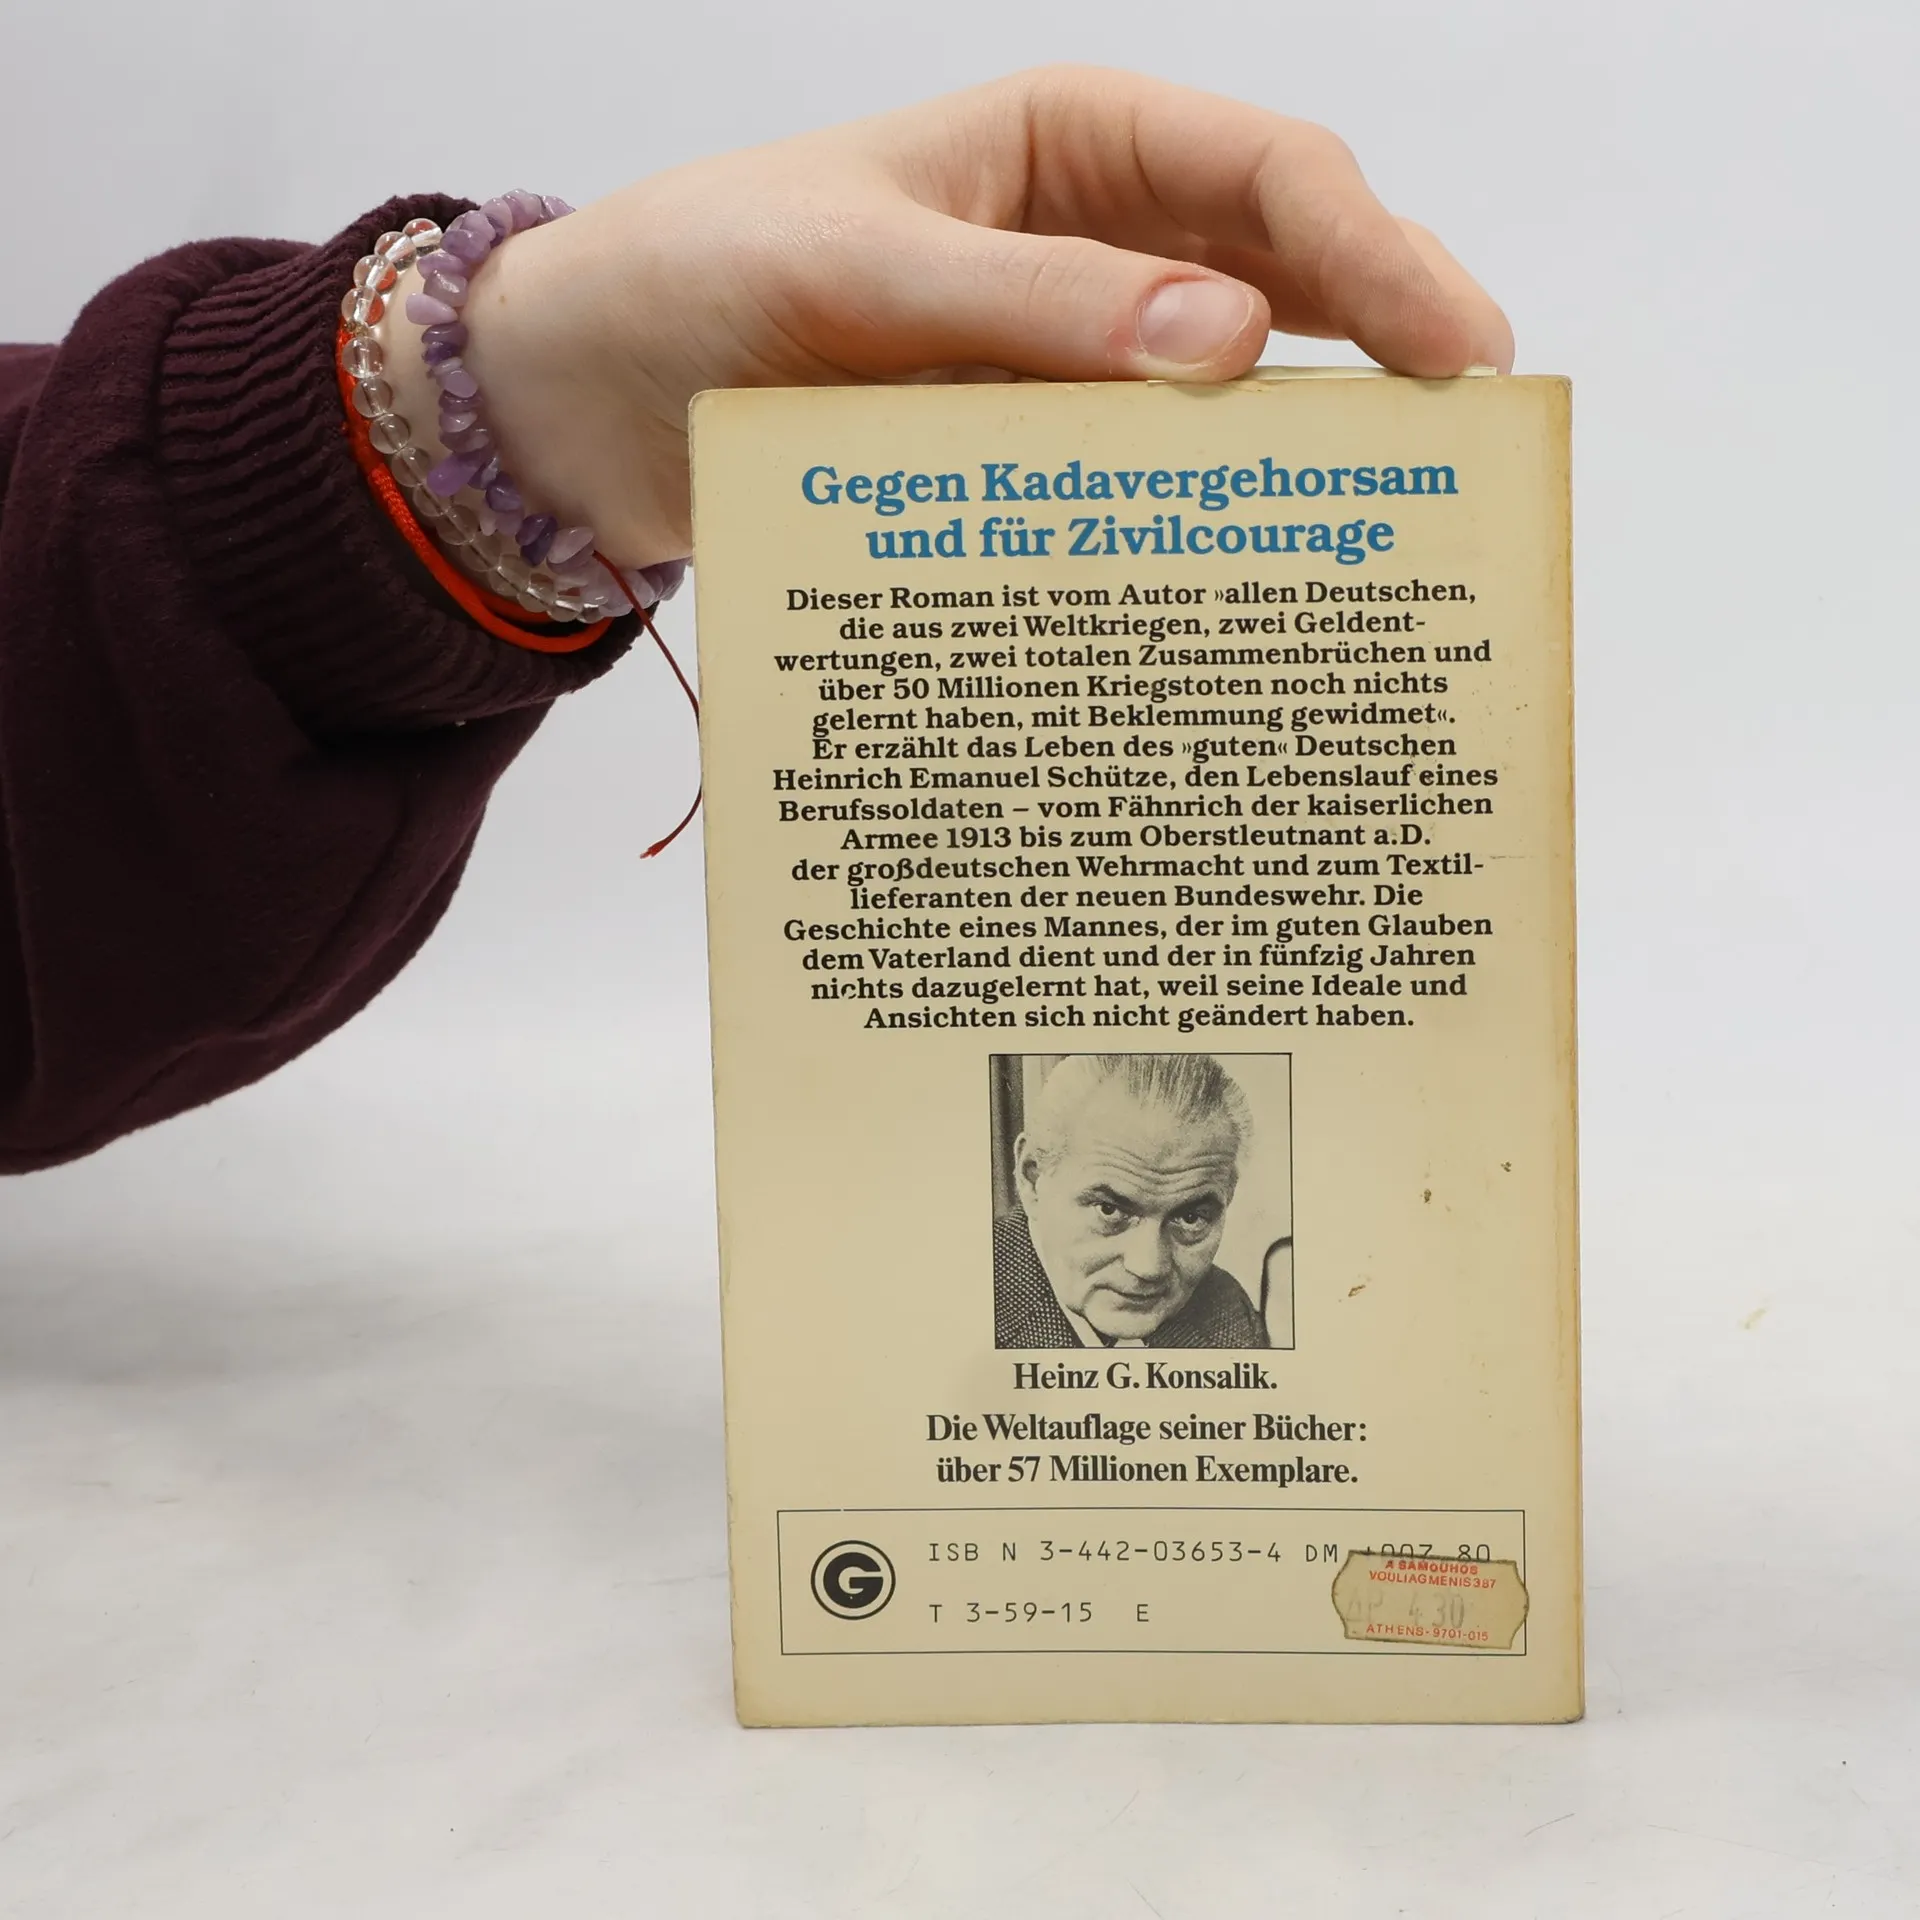 Gegen Kadavergehorsam
und für Zivilcourage
Dieser Roman ist vom Autor »allen Deutschen,
die aus zwei Weltkriegen, zwei Geldent-
wertungen, zwei totalen Zusammenbrüchen und
über 50 Millionen Kriegstoten noch nichts
gelernt haben, mit Beklemmung gewidmet«.
Er erzählt das Leben des »guten« Deutschen
Heinrich Emanuel Schütze, den Lebenslauf eines
Berufssoldaten – vom Fähnrich der kaiserlichen
Armee 1913 bis zum Oberstleutnant a.D.
der großdeutschen Wehrmacht und zum Textil-
lieferanten der neuen Bundeswehr. Die
Geschichte eines Mannes, der im guten Glauben
dem Vaterland dient und der in fünfzig Jahren
nichts dazugelernt hat, weil seine Ideale und
Ansichten sich nicht geändert haben.
Heinz G. Konsalik.
Die Weltauflage seiner Bücher:
über 57 Millionen Exemplare.
G
ISB N 3-442-03653-4 DM 80
T 3-59-15 E
A SAMOUHOS
VOULIAGMENIS 387
430
ATHENS-9701-015